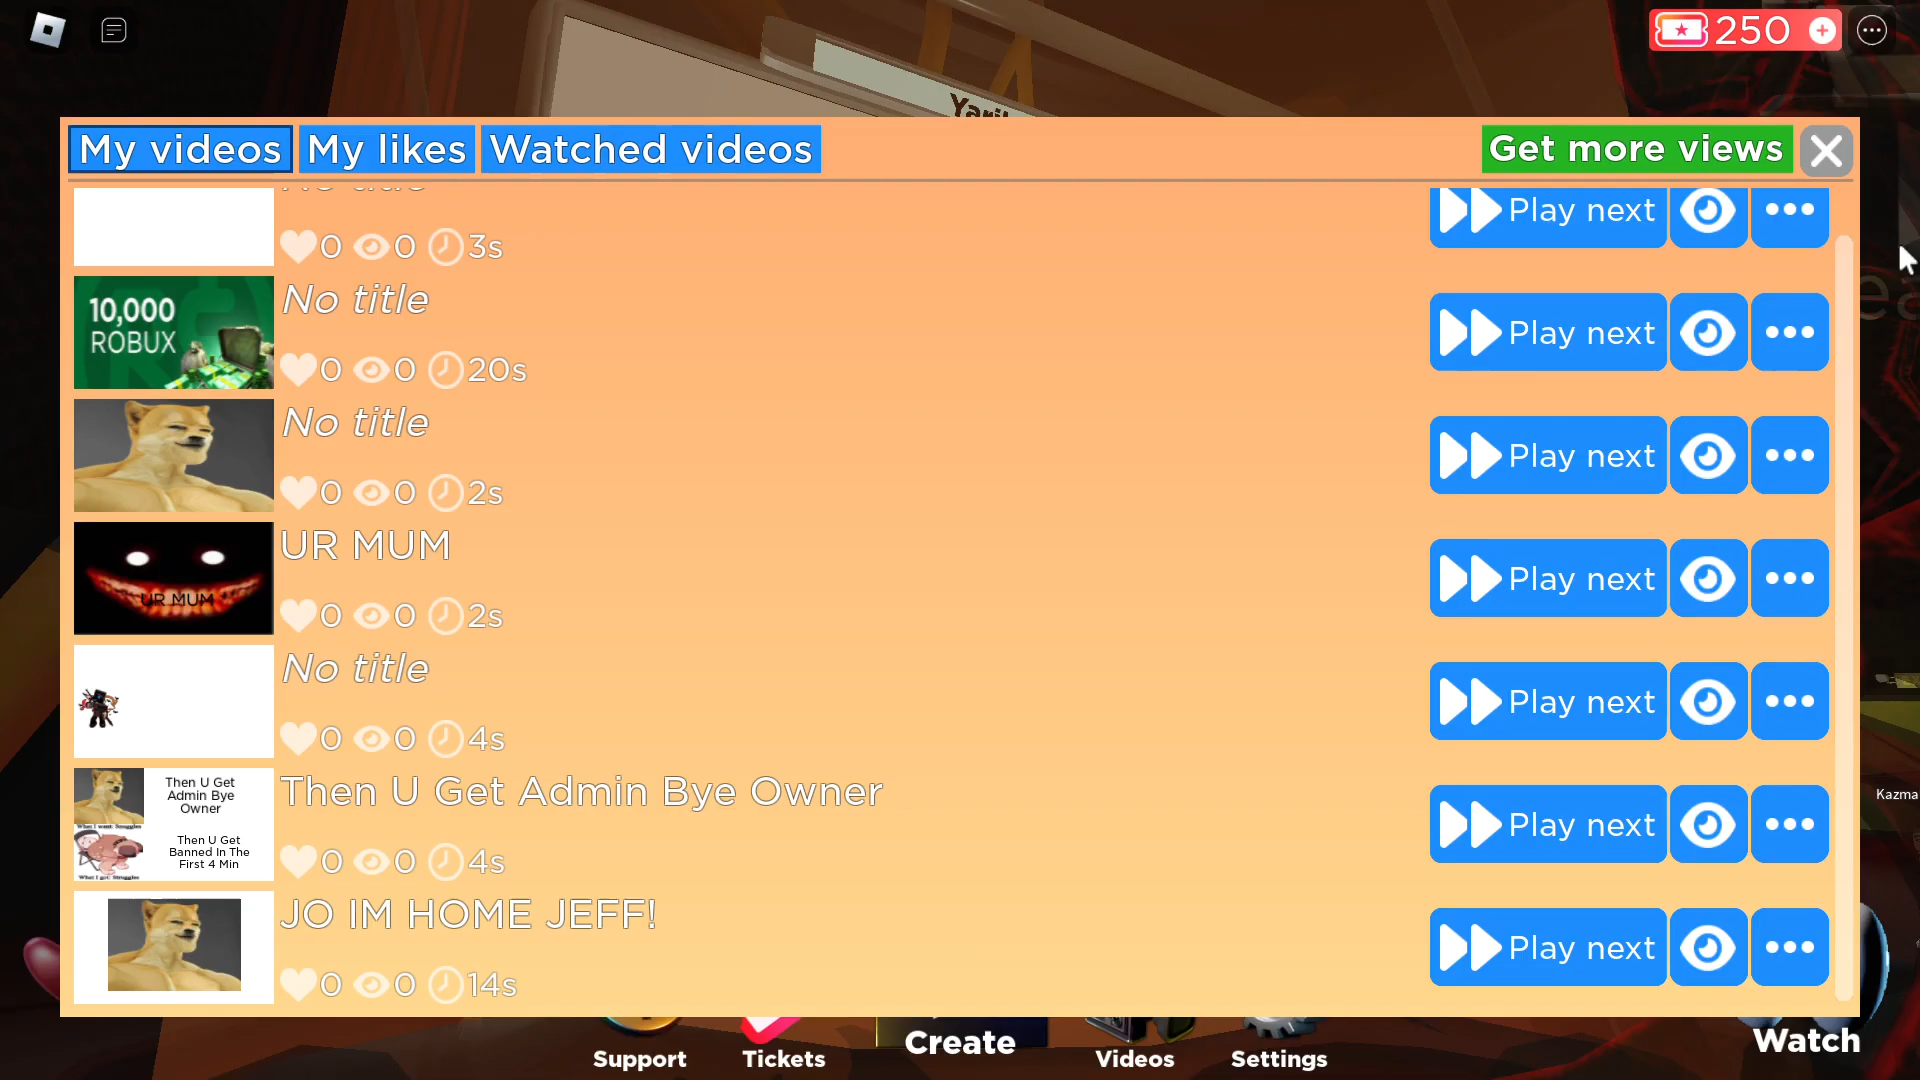 250
My videos
My likes
Watched videos
Get more views
No title
0 0 3s
Play next
10,000
ROBUX
No title
0 0 20s
Play next
No title
0 0 2s
Play next
UR MUM
UR MUM
0 0 2s
Play next
No title
0 0 4s
Play next
Then U Get
Admin Bye
Owner
Then U Get
Banned In The
First 4 Min
Then U Get Admin Bye Owner
0 0 4s
Play next
JO IM HOME JEFF!
0 0 14s
Play next
Kazma
Support
Tickets
Create
Videos
Settings
Watch